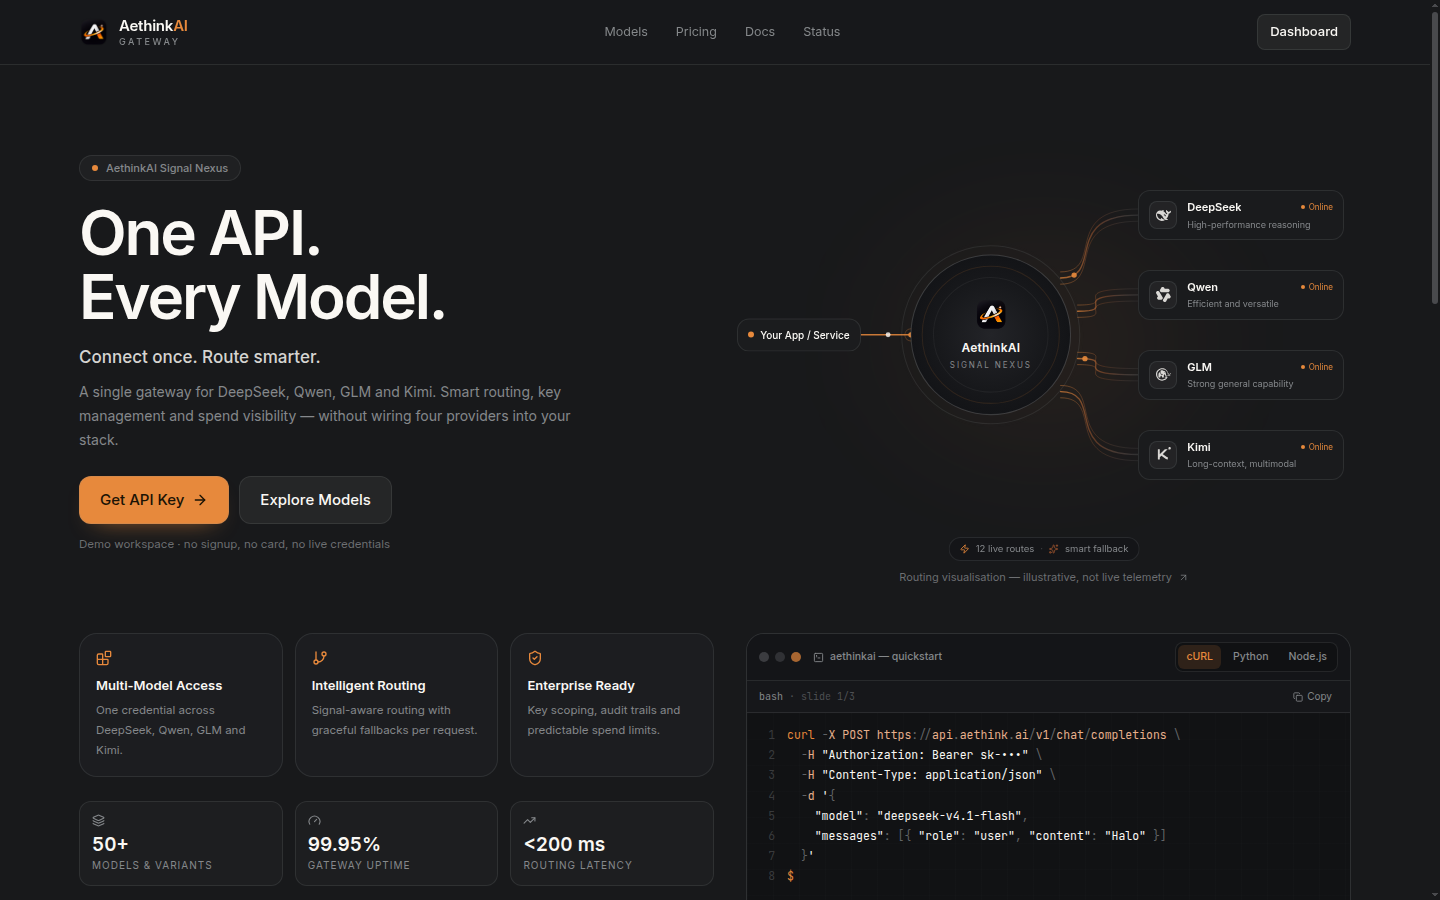 AethinkAI
GATEWAY
Models Pricing Docs Status
Dashboard
AethinkAI Signal Nexus
One API.
Every Model.
Connect once. Route smarter.
A single gateway for DeepSeek, Qwen, GLM and Kimi. Smart routing, key
management and spend visibility — without wiring four providers into your
stack.
Get API Key →
Explore Models
Demo workspace · no signup, no card, no live credentials
Your App / Service
AethinkAI
SIGNAL NEXUS
DeepSeek
Online
High-performance reasoning
Qwen
Online
Efficient and versatile
GLM
Online
Strong general capability
Kimi
Online
Long-context, multimodal
12 live routes · smart fallback
Routing visualisation — illustrative, not live telemetry
Multi-Model Access
One credential across
DeepSeek, Qwen, GLM and
Kimi.
Intelligent Routing
Signal-aware routing with
graceful fallbacks per request.
Enterprise Ready
Key scoping, audit trails and
predictable spend limits.
50+
MODELS & VARIANTS
99.95%
GATEWAY UPTIME
<200 ms
ROUTING LATENCY
aethinkai — quickstart
cURL Python Node.js
bash · slide 1/3
Copy
1 curl -X POST https://api.aethink.ai/v1/chat/completions \
2 -H "Authorization: Bearer sk-•••" \
3 -H "Content-Type: application/json" \
4 -d '{
5 "model": "deepseek-v4.1-flash",
6 "messages": [{ "role": "user", "content": "Halo" }]
7 }'
8 $